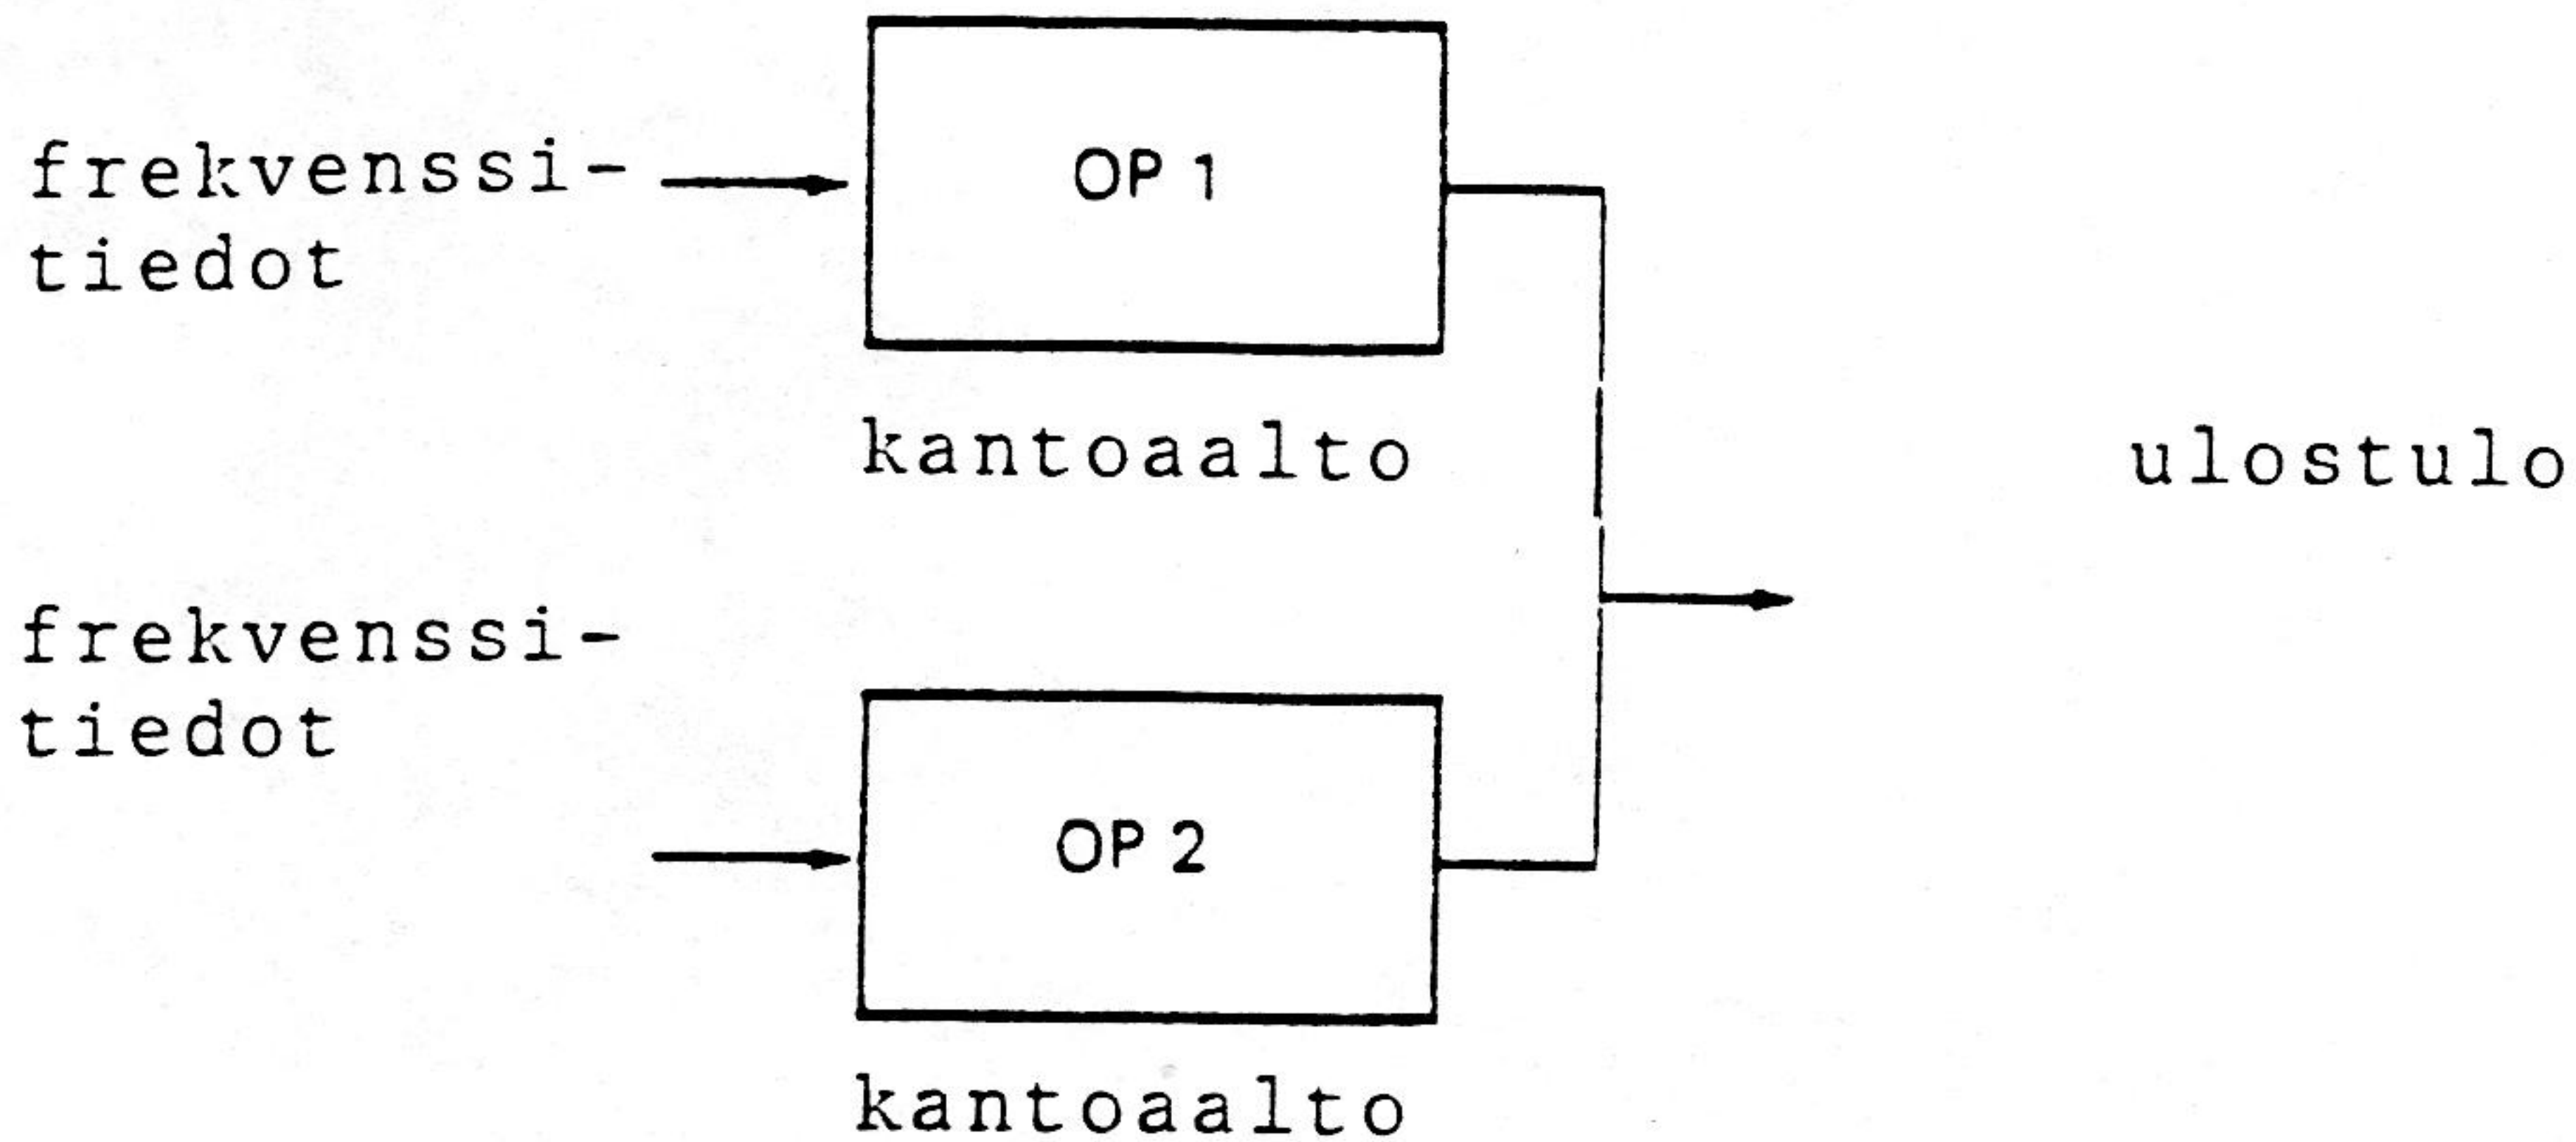 frekvenssi-
tiedot
OP 1
kantoaalto
ulostulo
frekvenssi-
tiedot
OP 2
kantoaalto